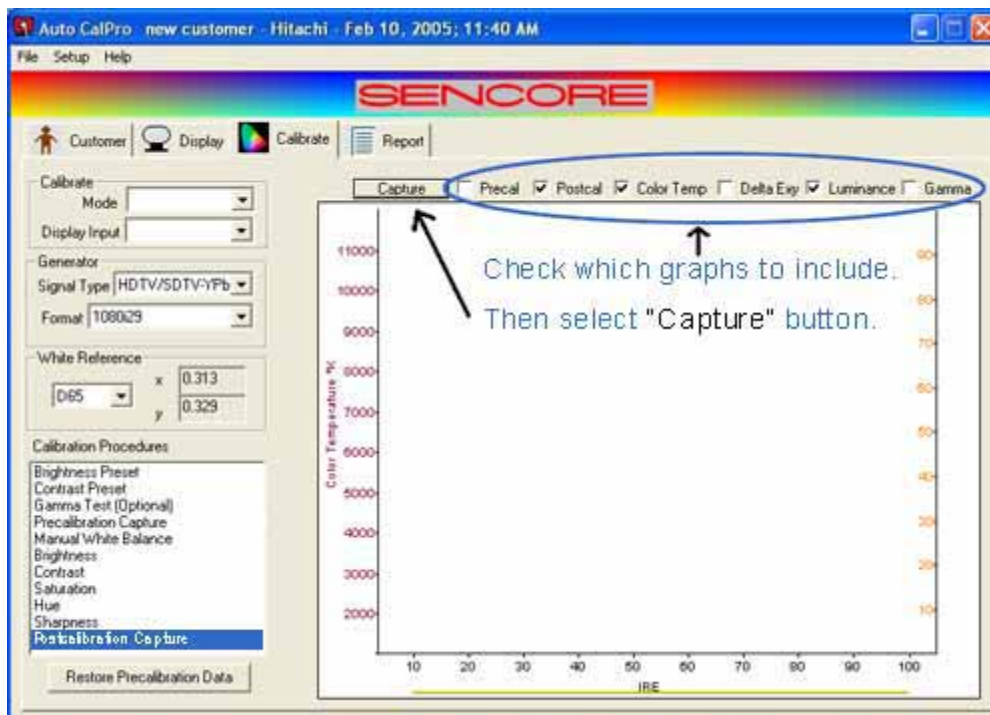 Auto CalPro new customer - Hitachi - Feb 10, 2005; 11:40 AM
File Setup Help
SENCORE
Customer Display Calibrate Report
Calibrate
Mode
Display Input
Generator
Signal Type HDTV/SDTV-YPb
Format 1080i29
White Reference
D65
x 0.313
y 0.329
Calibration Procedures
Brightness Preset
Contrast Preset
Gamma Test (Optional)
Precalibration Capture
Manual White Balance
Brightness
Contrast
Saturation
Hue
Sharpness
Postcalibration Capture
Restore Precalibration Data
Capture Precal Postcal Color Temp Delta Exy Luminance Gamma
Check which graphs to include.
Then select "Capture" button.
Color Temperature °K
11000
10000
9000
8000
7000
6000
5000
4000
3000
2000
90
80
70
60
50
40
30
20
10
10 20 30 40 50 60 70 80 90 100
IRE